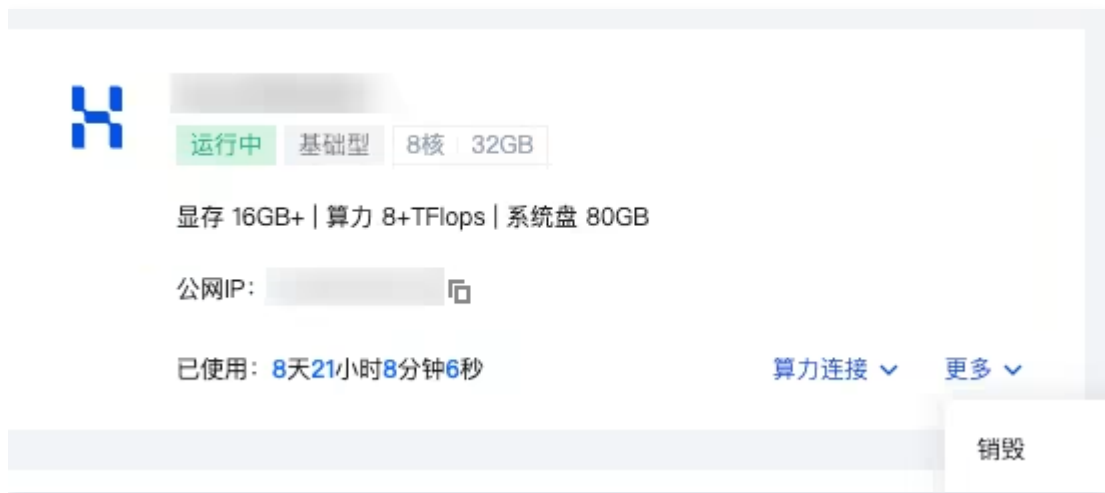 运行中 基础型 8核 32GB
显存 16GB+ | 算力 8+TFlops | 系统盘 80GB
公网IP：
已使用：8天21小时8分钟6秒 算力连接 更多
销毁